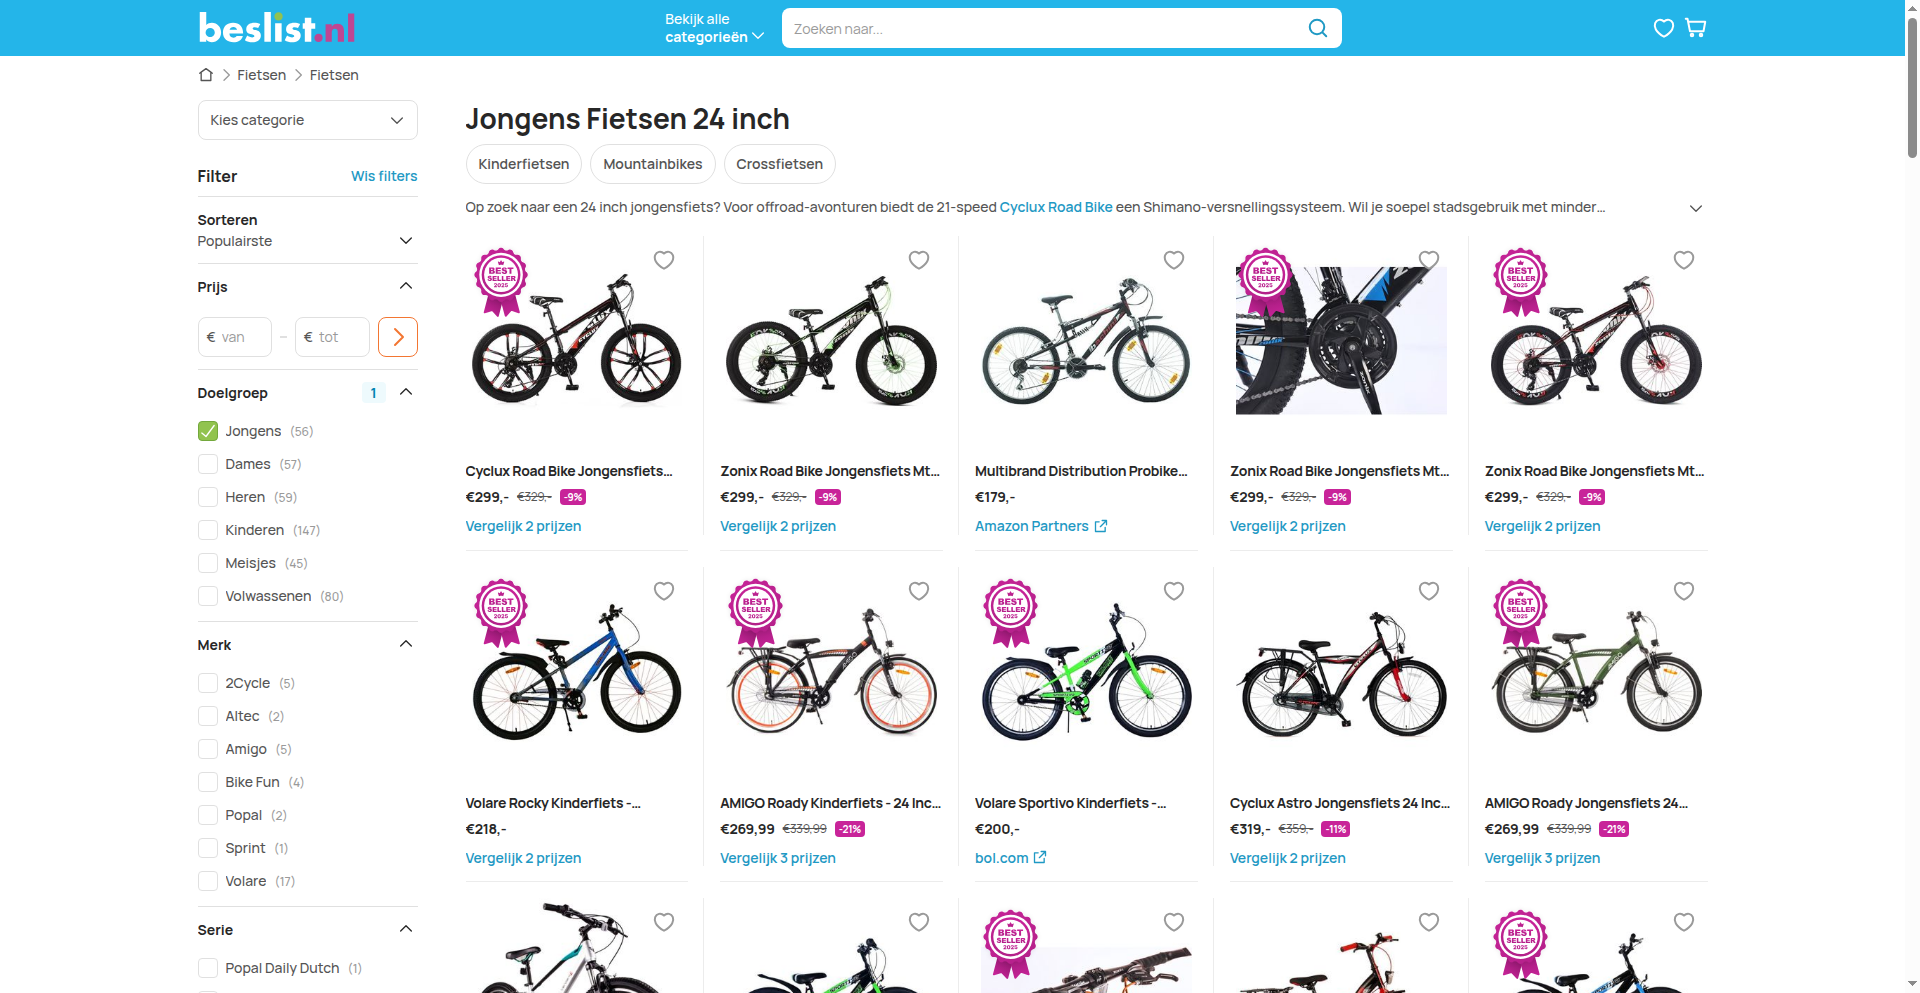 beslist.nl
Bekijk alle
categorieën
Zoeken naar...
Fietsen
Fietsen
Kies categorie
Filter
Wis filters
Sorteren
Populairste
Prijs
€ van
–
€ tot
Doelgroep
1
Jongens (56)
Dames (57)
Heren (59)
Kinderen (147)
Meisjes (45)
Volwassenen (80)
Merk
2Cycle (5)
Altec (2)
Amigo (5)
Bike Fun (4)
Popal (2)
Sprint (1)
Volare (17)
Serie
Popal Daily Dutch (1)
Jongens Fietsen 24 inch
Kinderfietsen
Mountainbikes
Crossfietsen
Op zoek naar een 24 inch jongensfiets? Voor offroad-avonturen biedt de 21-speed Cyclux Road Bike een Shimano-versnellingssysteem. Wil je soepel stadsgebruik met minder...
BEST
SELLER
2025
Cyclux Road Bike Jongensfiets...
€299,- €329,- -9%
Vergelijk 2 prijzen
Zonix Road Bike Jongensfiets Mt...
€299,- €329,- -9%
Vergelijk 2 prijzen
Multibrand Distribution Probike...
€179,-
Amazon Partners
BEST
SELLER
2025
Zonix Road Bike Jongensfiets Mt...
€299,- €329,- -9%
Vergelijk 2 prijzen
BEST
SELLER
2025
Zonix Road Bike Jongensfiets Mt...
€299,- €329,- -9%
Vergelijk 2 prijzen
BEST
SELLER
2025
Volare Rocky Kinderfiets -...
€218,-
Vergelijk 2 prijzen
BEST
SELLER
2025
AMIGO Roady Kinderfiets - 24 Inc...
€269,99 €339,99 -21%
Vergelijk 3 prijzen
BEST
SELLER
2025
Volare Sportivo Kinderfiets -...
€200,-
bol.com
Cyclux Astro Jongensfiets 24 Inc...
€319,- €359,- -11%
Vergelijk 2 prijzen
BEST
SELLER
2025
AMIGO Roady Jongensfiets 24...
€269,99 €339,99 -21%
Vergelijk 3 prijzen
BEST
SELLER
2025
BEST
SELLER
2025